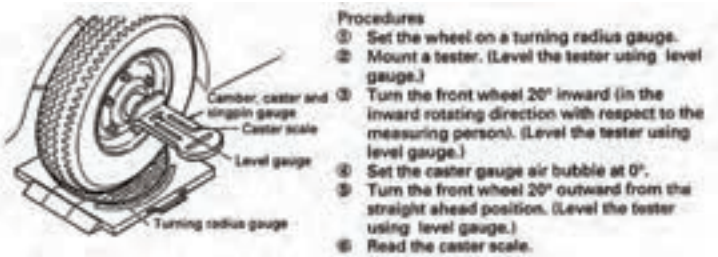 Camber, caster and
kingpin gauge
Caster scale
Level gauge
Turning radius gauge
Procedures
① Set the wheel on a turning radius gauge.
② Mount a tester. (Level the tester using level
gauge.)
③ Turn the front wheel 20° inward (in the
inward rotating direction with respect to the
measuring person). (Level the tester using
level gauge.)
④ Set the caster gauge air bubble at 0°.
⑤ Turn the front wheel 20° outward from the
straight ahead position. (Level the tester
using level gauge.)
⑥ Read the caster scale.